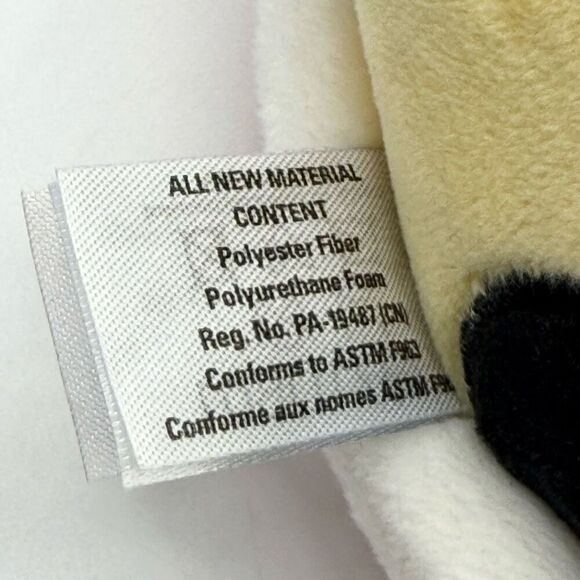 ALL NEW MATERIAL
CONTENT
Polyester Fiber
Polyurethane Foam
Reg. No. PA-19487 (CN)
Conforms to ASTM F963
Conforme aux nomes ASTM